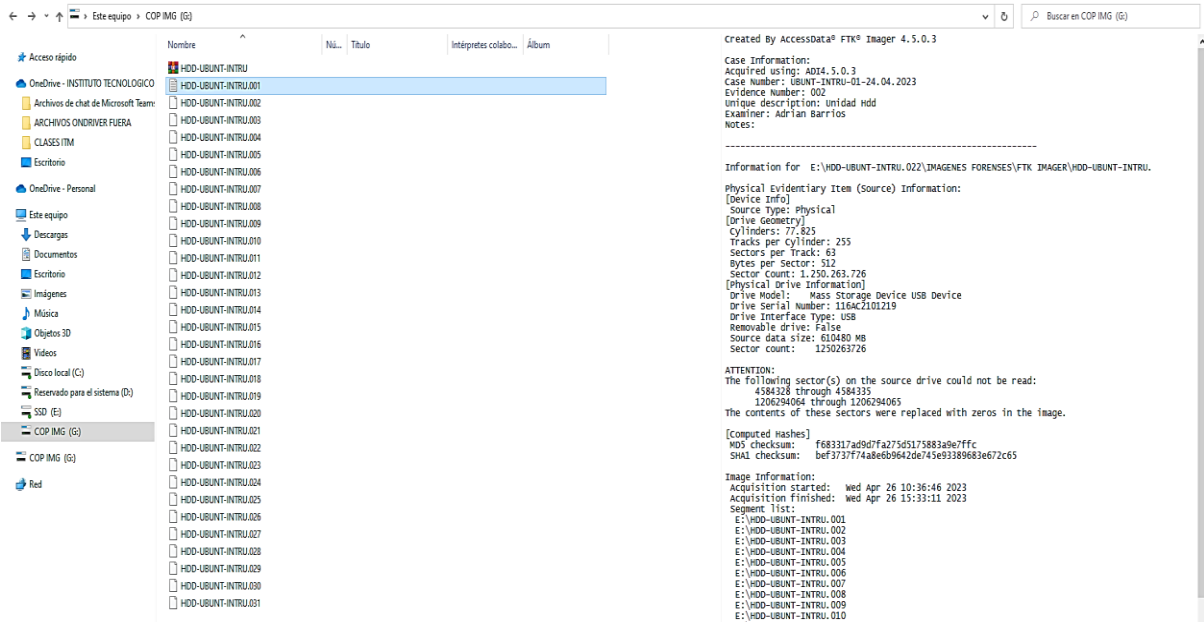 Este equipo > COP IMG (G:)
Buscar en COP IMG (G:)
Acceso rápido
OneDrive - INSTITUTO TECNOLOGICO
Archivos de chat de Microsoft Teams
ARCHIVOS ONDRIVER FUERA
CLASES ITM
Escritorio
OneDrive - Personal
Este equipo
Descargas
Documentos
Escritorio
Imágenes
Música
Objetos 3D
Videos
Disco local (C:)
Reservado para el sistema (D:)
SSD (E:)
COP IMG (G:)
COP IMG (G:)
Red
Nombre Nú... Título Intérpretes colabo... Álbum
HDD-UBUNT-INTRU
HDD-UBUNT-INTRU.001
HDD-UBUNT-INTRU.002
HDD-UBUNT-INTRU.003
HDD-UBUNT-INTRU.004
HDD-UBUNT-INTRU.005
HDD-UBUNT-INTRU.006
HDD-UBUNT-INTRU.007
HDD-UBUNT-INTRU.008
HDD-UBUNT-INTRU.009
HDD-UBUNT-INTRU.010
HDD-UBUNT-INTRU.011
HDD-UBUNT-INTRU.012
HDD-UBUNT-INTRU.013
HDD-UBUNT-INTRU.014
HDD-UBUNT-INTRU.015
HDD-UBUNT-INTRU.016
HDD-UBUNT-INTRU.017
HDD-UBUNT-INTRU.018
HDD-UBUNT-INTRU.019
HDD-UBUNT-INTRU.020
HDD-UBUNT-INTRU.021
HDD-UBUNT-INTRU.022
HDD-UBUNT-INTRU.023
HDD-UBUNT-INTRU.024
HDD-UBUNT-INTRU.025
HDD-UBUNT-INTRU.026
HDD-UBUNT-INTRU.027
HDD-UBUNT-INTRU.028
HDD-UBUNT-INTRU.029
HDD-UBUNT-INTRU.030
HDD-UBUNT-INTRU.031
Created By AccessData® FTK® Imager 4.5.0.3
Case Information:
Acquired using: ADI4.5.0.3
Case Number: UBUNT-INTRU-01-24.04.2023
Evidence Number: 002
Unique description: Unidad Hdd
Examiner: Adrian Barrios
Notes:
--------------------------------------------------------------
Information for E:\HDD-UBUNT-INTRU.022\IMAGENES FORENSES\FTK IMAGER\HDD-UBUNT-INTRU.
Physical Evidentiary Item (Source) Information:
[Device Info]
Source Type: Physical
[Drive Geometry]
Cylinders: 77.825
Tracks per Cylinder: 255
Sectors per Track: 63
Bytes per Sector: 512
Sector Count: 1.250.263.726
[Physical Drive Information]
Drive Model: Mass Storage Device USB Device
Drive Serial Number: 116AC2101219
Drive Interface Type: USB
Removable drive: False
Source data size: 610480 MB
Sector count: 1250263726
ATTENTION:
The following sector(s) on the source drive could not be read:
4584328 through 4584335
1206294064 through 1206294065
The contents of these sectors were replaced with zeros in the image.
[Computed Hashes]
MD5 checksum: f683317ad9d7fa275d5175883a9e7ffc
SHA1 checksum: bef3737f74a8e6b9642de745e93389683e672c65
Image Information:
Acquisition started: Wed Apr 26 10:36:46 2023
Acquisition finished: Wed Apr 26 15:33:11 2023
Segment list:
E:\HDD-UBUNT-INTRU.001
E:\HDD-UBUNT-INTRU.002
E:\HDD-UBUNT-INTRU.003
E:\HDD-UBUNT-INTRU.004
E:\HDD-UBUNT-INTRU.005
E:\HDD-UBUNT-INTRU.006
E:\HDD-UBUNT-INTRU.007
E:\HDD-UBUNT-INTRU.008
E:\HDD-UBUNT-INTRU.009
E:\HDD-UBUNT-INTRU.010